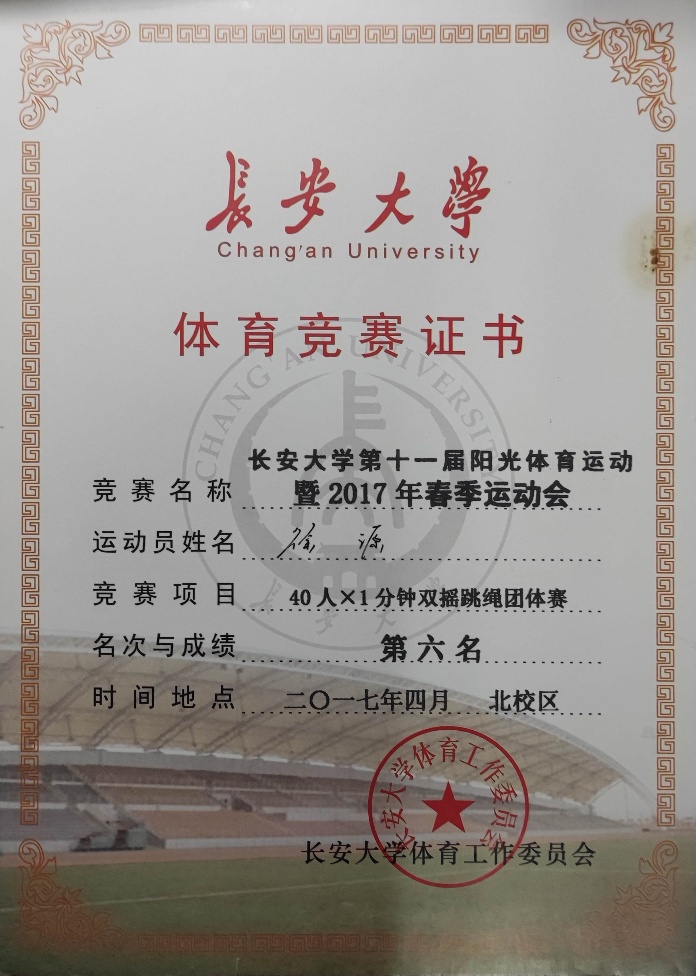 长安大学
Chang'an University
体育竞赛证书
CHANG'AN UNIVERSITY
长安大学第十一届阳光体育运动
竞赛名称 暨2017年春季运动会
运动员姓名 徐源
竞赛项目 40人×1分钟双摇跳绳团体赛
名次与成绩 第六名
时间地点 二〇一七年四月 北校区
长安大学体育工作委员会
长安大学体育工作委员会